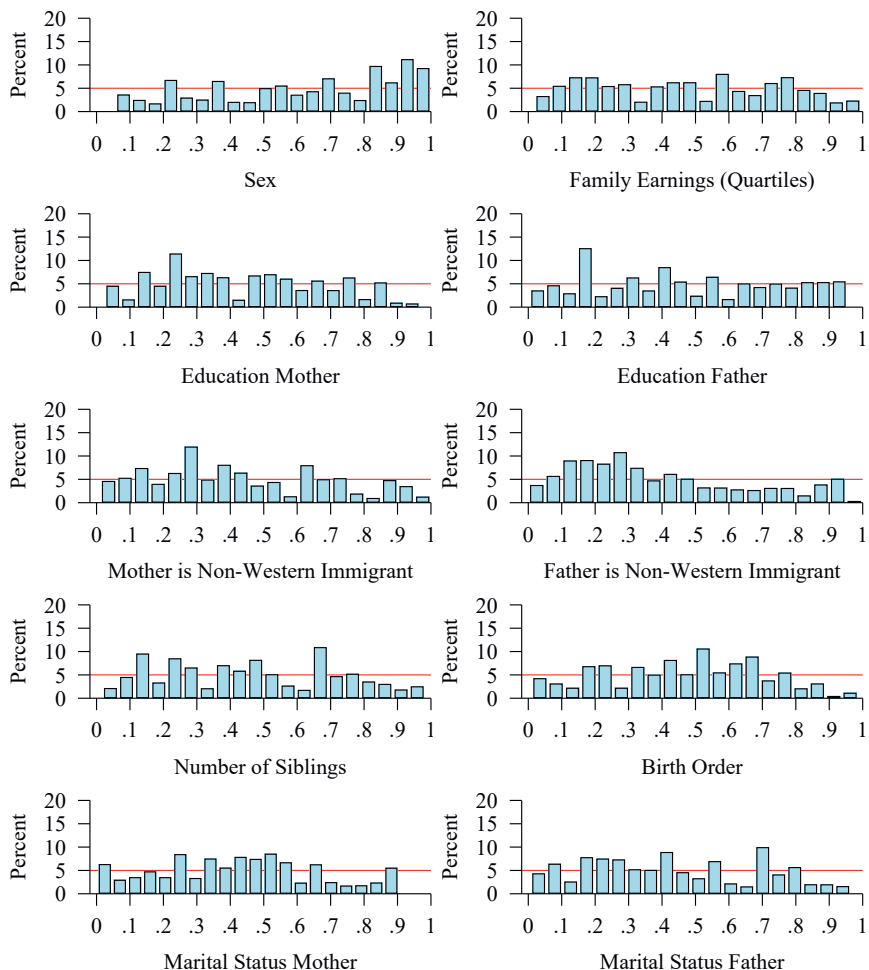 Percent
20
15
10
5
0
0 .1 .2 .3 .4 .5 .6 .7 .8 .9 1
Sex
Percent
20
15
10
5
0
0 .1 .2 .3 .4 .5 .6 .7 .8 .9 1
Family Earnings (Quartiles)
Percent
20
15
10
5
0
0 .1 .2 .3 .4 .5 .6 .7 .8 .9 1
Education Mother
Percent
20
15
10
5
0
0 .1 .2 .3 .4 .5 .6 .7 .8 .9 1
Education Father
Percent
20
15
10
5
0
0 .1 .2 .3 .4 .5 .6 .7 .8 .9 1
Mother is Non-Western Immigrant
Percent
20
15
10
5
0
0 .1 .2 .3 .4 .5 .6 .7 .8 .9 1
Father is Non-Western Immigrant
Percent
20
15
10
5
0
0 .1 .2 .3 .4 .5 .6 .7 .8 .9 1
Number of Siblings
Percent
20
15
10
5
0
0 .1 .2 .3 .4 .5 .6 .7 .8 .9 1
Birth Order
Percent
20
15
10
5
0
0 .1 .2 .3 .4 .5 .6 .7 .8 .9 1
Marital Status Mother
Percent
20
15
10
5
0
0 .1 .2 .3 .4 .5 .6 .7 .8 .9 1
Marital Status Father